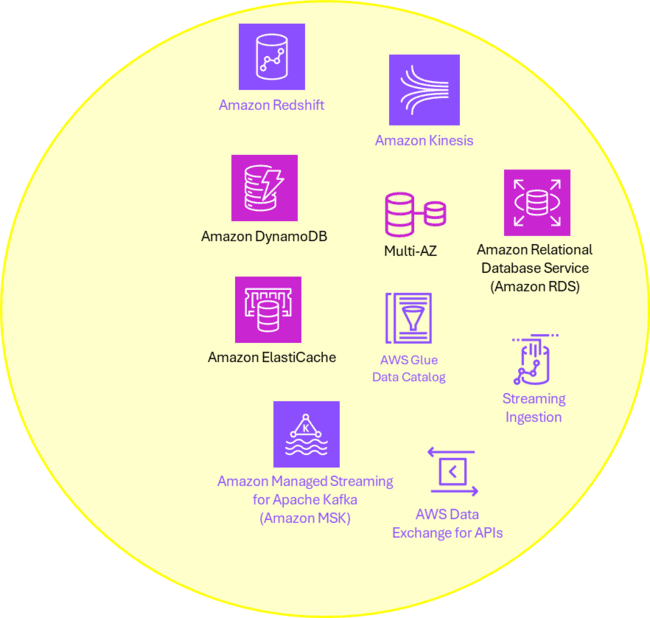 Amazon Redshift
Amazon Kinesis
Amazon DynamoDB
Multi-AZ
Amazon Relational
Database Service
(Amazon RDS)
Amazon ElastiCache
AWS Glue
Data Catalog
Streaming
Ingestion
K
Amazon Managed Streaming
for Apache Kafka
(Amazon MSK)
AWS Data
Exchange for APIs